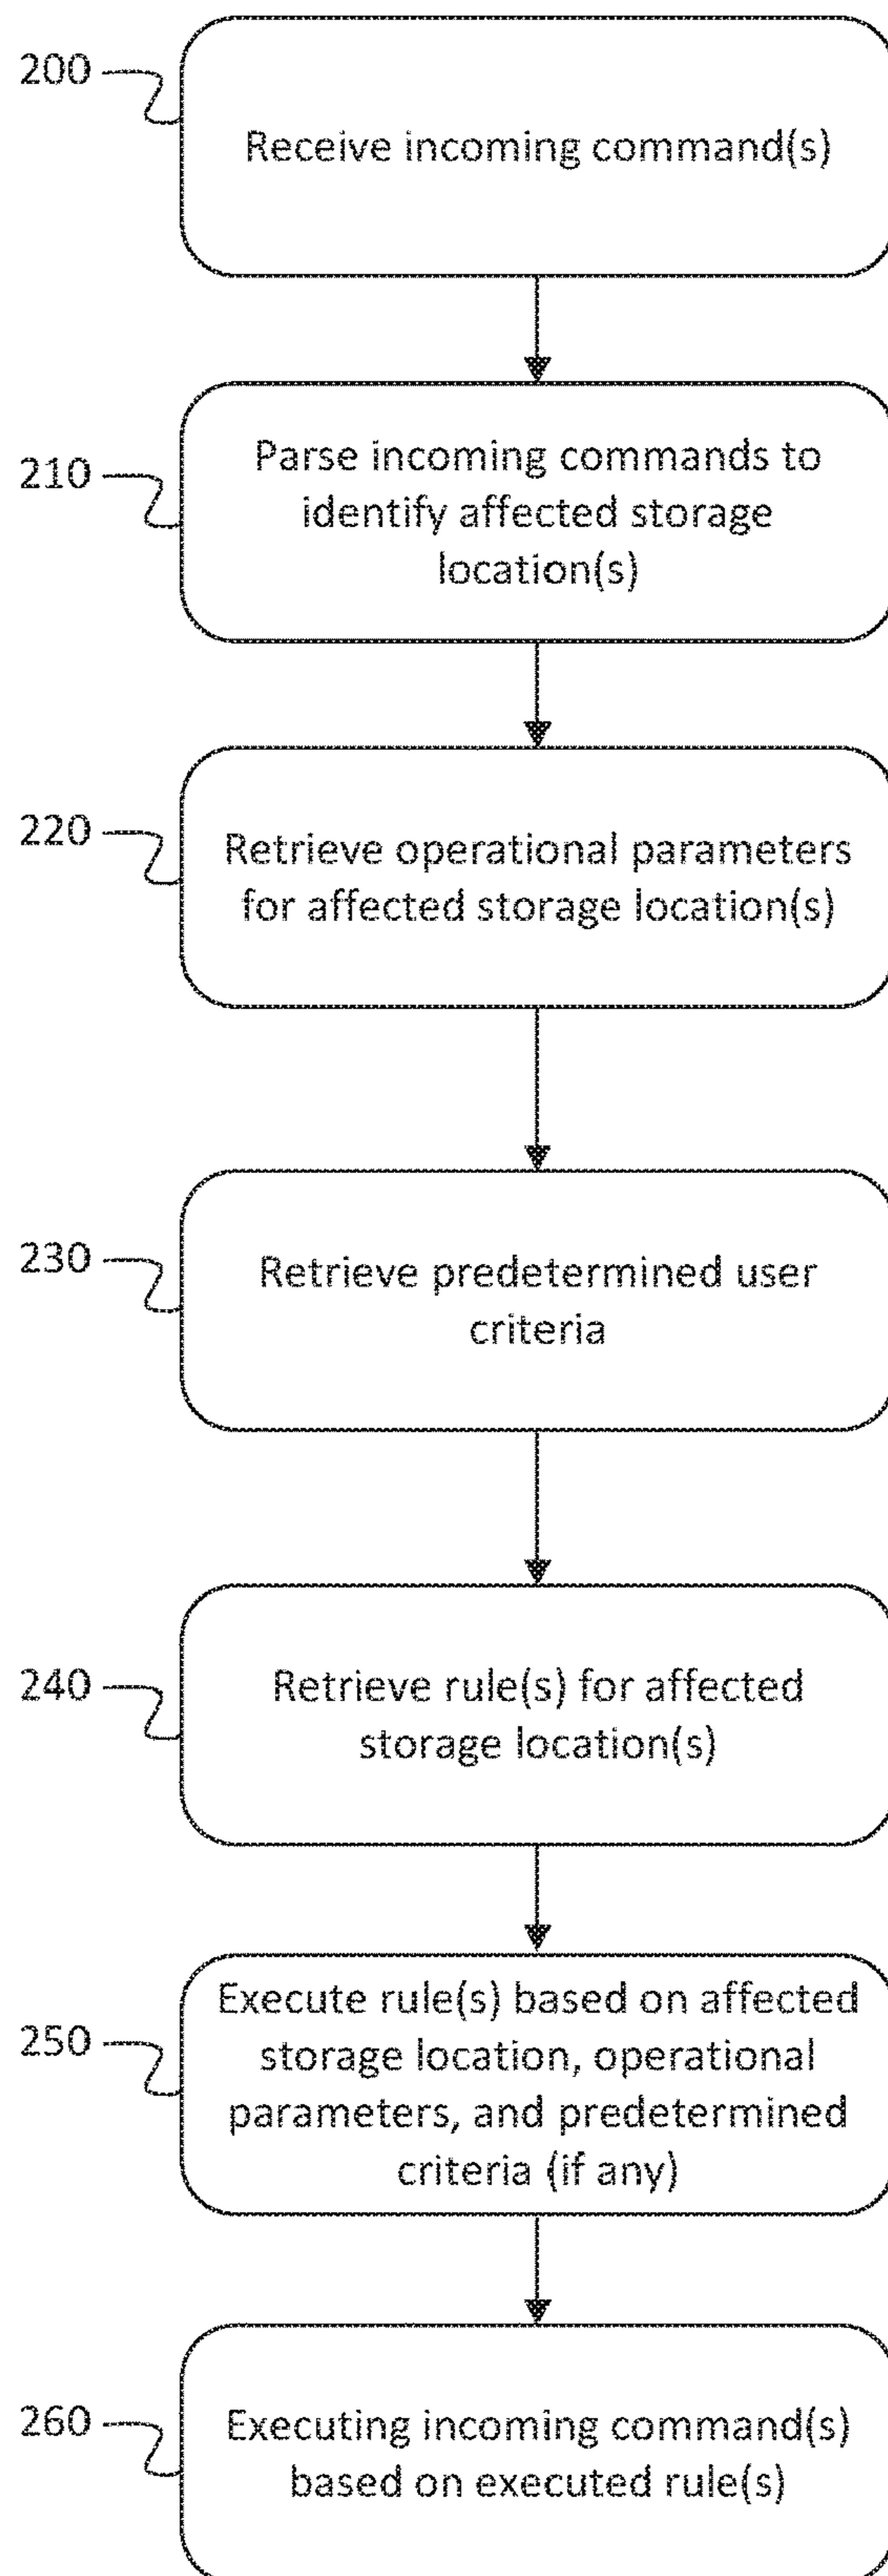 200
Receive incoming command(s)
210
Parse incoming commands to
identify affected storage
location(s)
220
Retrieve operational parameters
for affected storage location(s)
230
Retrieve predetermined user
criteria
240
Retrieve rule(s) for affected
storage location(s)
250
Execute rule(s) based on affected
storage location, operational
parameters, and predetermined
criteria (if any)
260
Executing incoming command(s)
based on executed rule(s)